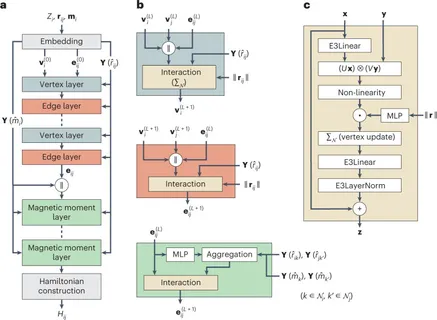 a
Z_i, r_ij, m_i
Embedding
v_i^(0)
e_ij^(0)
Y (r̂_ij)
Vertex layer
Edge layer
Y (m̂_i)
Vertex layer
Edge layer
e_ij
||
Magnetic moment
layer
Magnetic moment
layer
Hamiltonian
construction
H_ij
b
v_i^(L)
v_j^(L)
e_ij^(L)
||
Y (r̂_ij)
Interaction
(Σ_N)
|| r_ij ||
v_i^(L + 1)
v_i^(L + 1)
v_j^(L + 1)
e_ij^(L)
||
Y (r̂_ij)
Interaction
|| r_ij ||
e_ij^(L + 1)
e_ij^(L)
MLP
Aggregation
Y (r̂_ik), Y (r̂_jk')
Interaction
Y (m̂_k), Y (m̂_k')
e_ij^(L + 1)
(k ∈ N_i, k' ∈ N_j)
c
x
y
E3Linear
(Ux) ⊗ (Vy)
Non-linearity
·
MLP
|| r ||
Σ_N (vertex update)
E3Linear
E3LayerNorm
+
z